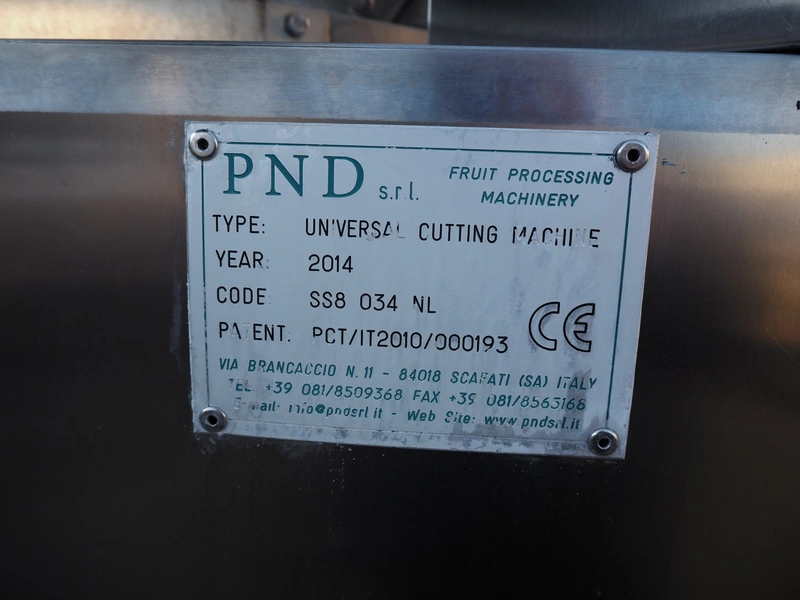 PND s.r.l.
FRUIT PROCESSING
MACHINERY
TYPE: UNIVERSAL CUTTING MACHINE
YEAR: 2014
CODE SS8 034 NL
PATENT. PCT/IT2010/000193
CE
VIA BRANCACCIO N. 11 - 84018 SCAFATI (SA) ITALY
TEL +39 081/8509368 FAX +39 081/8563168
E-mail: info@pndsrl.it - Web Site: www.pndsrl.it